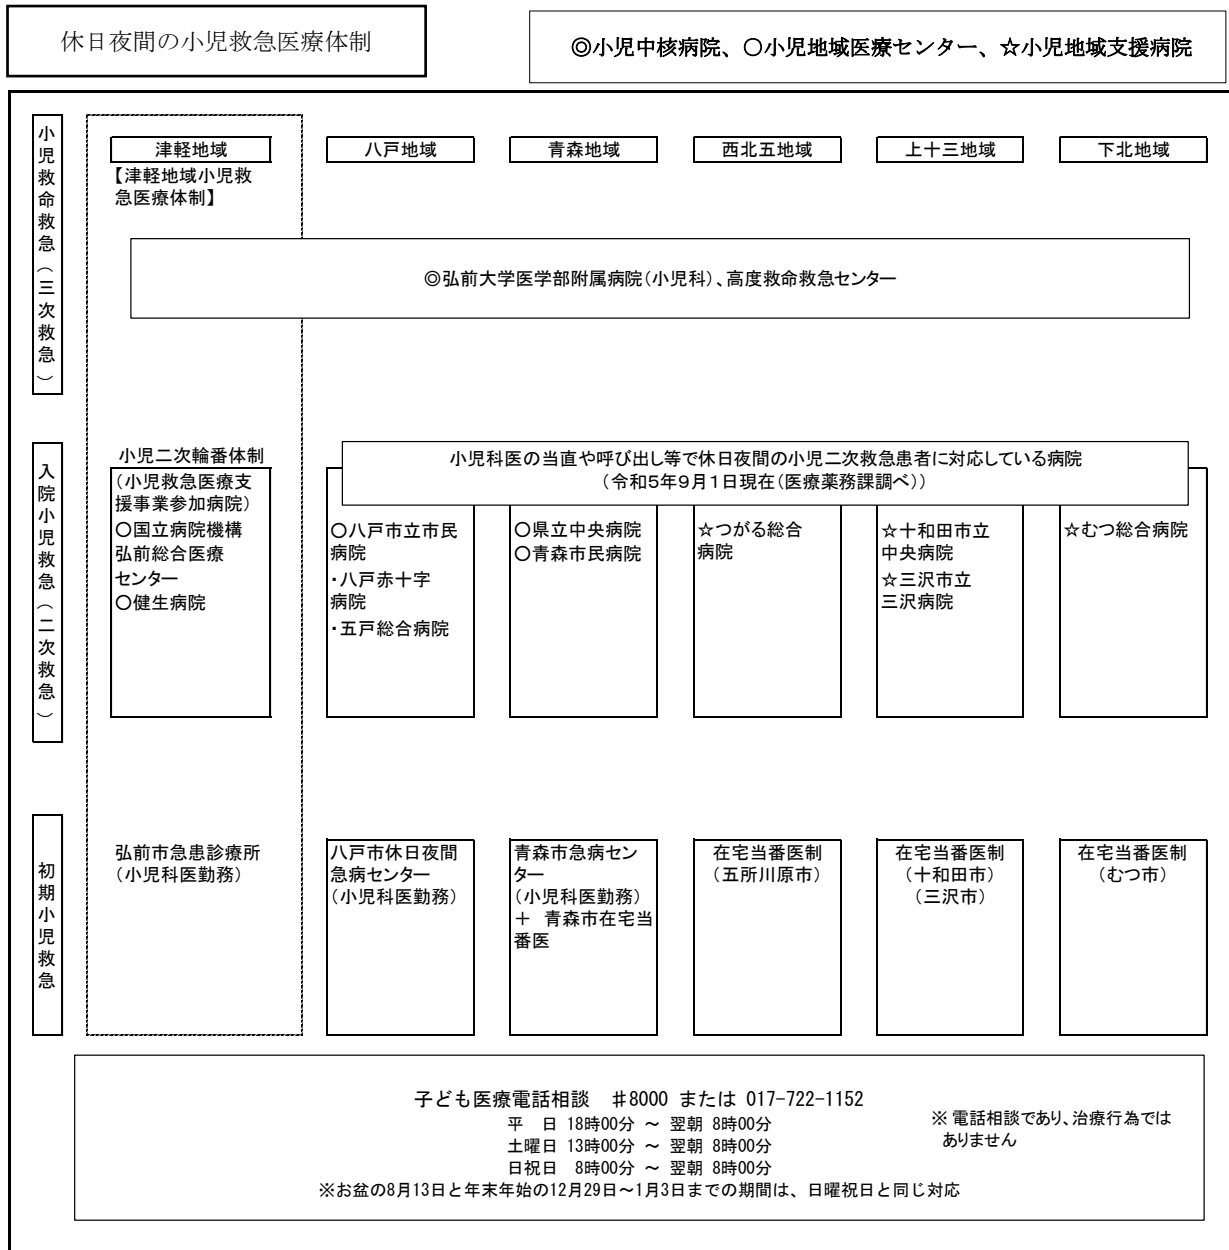 休日夜間の小児救急医療体制
◎小児中核病院、○小児地域医療センター、☆小児地域支援病院
小児救命救急(三次救急)
津軽地域
八戸地域
青森地域
西北五地域
上十三地域
下北地域
【津軽地域小児救
急医療体制】
◎弘前大学医学部附属病院(小児科)、高度救命救急センター
入院小児救急(二次救急)
小児二次輪番体制
(小児救急医療支
援事業参加病院)
○国立病院機構
弘前総合医療
センター
○健生病院
小児科医の当直や呼び出し等で休日夜間の小児二次救急患者に対応している病院
(令和5年9月1日現在(医療薬務課調べ))
○八戸市立市民
病院
・八戸赤十字
病院
・五戸総合病院
○県立中央病院
○青森市民病院
☆つがる総合
病院
☆十和田市立
中央病院
☆三沢市立
三沢病院
☆むつ総合病院
初期小児救急
弘前市急患診療所
(小児科医勤務)
八戸市休日夜間
急病センター
(小児科医勤務)
青森市急病セン
ター
(小児科医勤務)
+ 青森市在宅当
番医
在宅当番医制
(五所川原市)
在宅当番医制
(十和田市)
(三沢市)
在宅当番医制
(むつ市)
子ども医療電話相談 #8000 または 017-722-1152
平 日 18時00分 ~ 翌朝 8時00分
土曜日 13時00分 ~ 翌朝 8時00分
日祝日 8時00分 ~ 翌朝 8時00分
※お盆の8月13日と年末年始の12月29日~1月3日までの期間は、日曜祝日と同じ対応
※ 電話相談であり、治療行為では
ありません